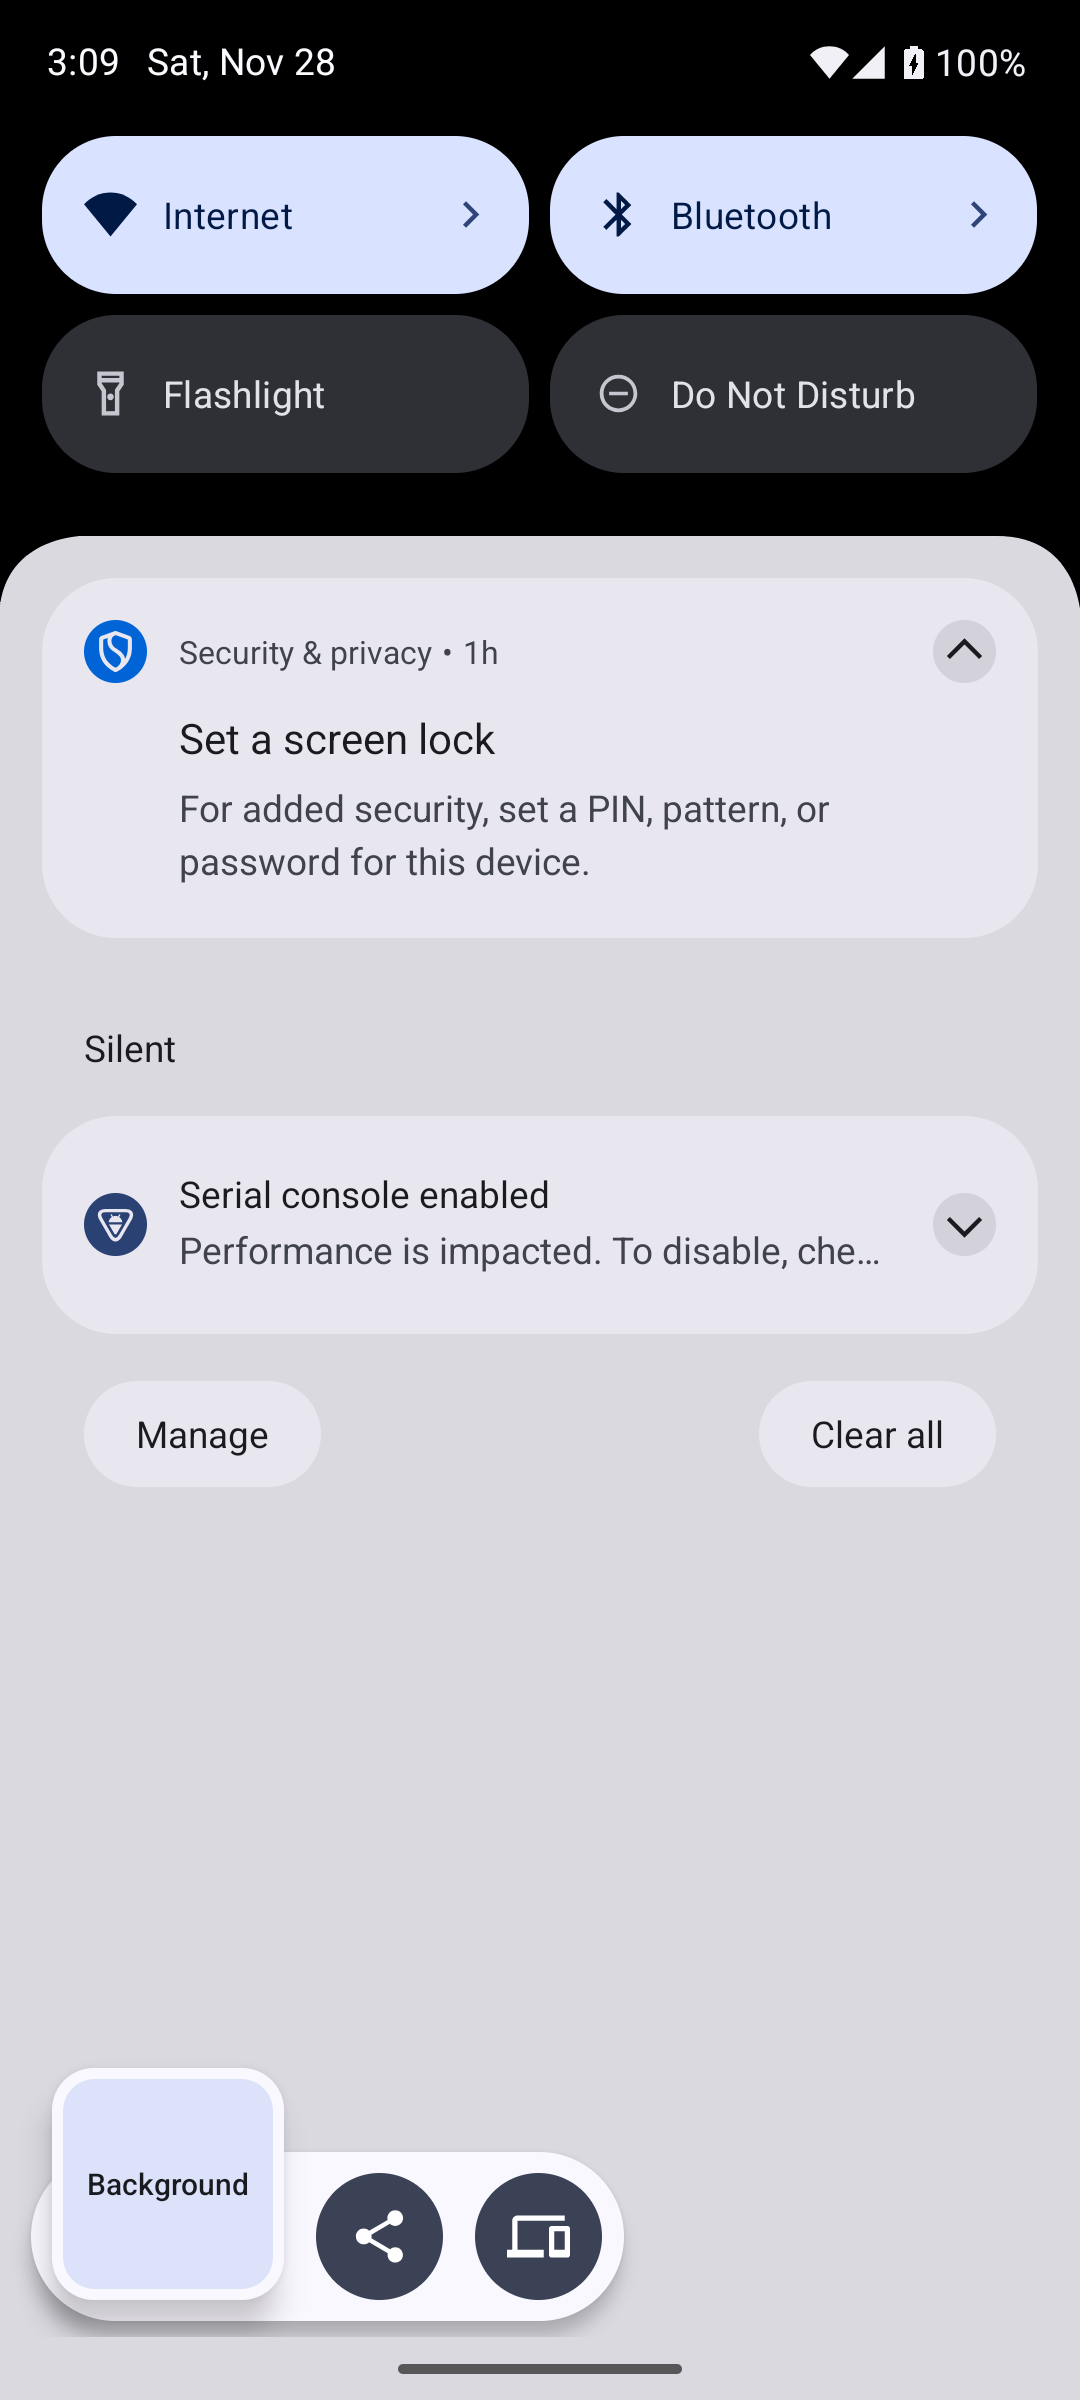 3:09 Sat, Nov 28 100%
Internet Bluetooth
Flashlight Do Not Disturb
Security & privacy • 1h
Set a screen lock
For added security, set a PIN, pattern, or
password for this device.
Silent
Serial console enabled
Performance is impacted. To disable, che…
Manage Clear all
Background